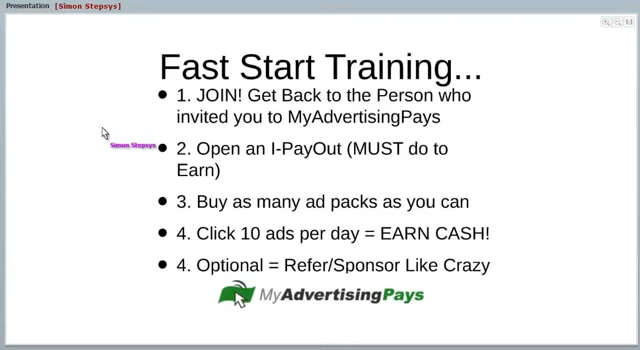 Presentation [Simon Stepsys]
Fast Start Training...
1. JOIN! Get Back to the Person who
invited you to MyAdvertisingPays
Simon Stepsys
2. Open an I-PayOut (MUST do to
Earn)
3. Buy as many ad packs as you can
4. Click 10 ads per day = EARN CASH!
4. Optional = Refer/Sponsor Like Crazy
MyAdvertisingPays